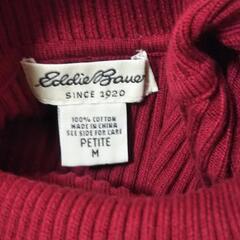 Eddie Bauer
SINCE 1920
100% COTTON
MADE IN CHINA
SEE SIDE FOR CARE
PETITE
M